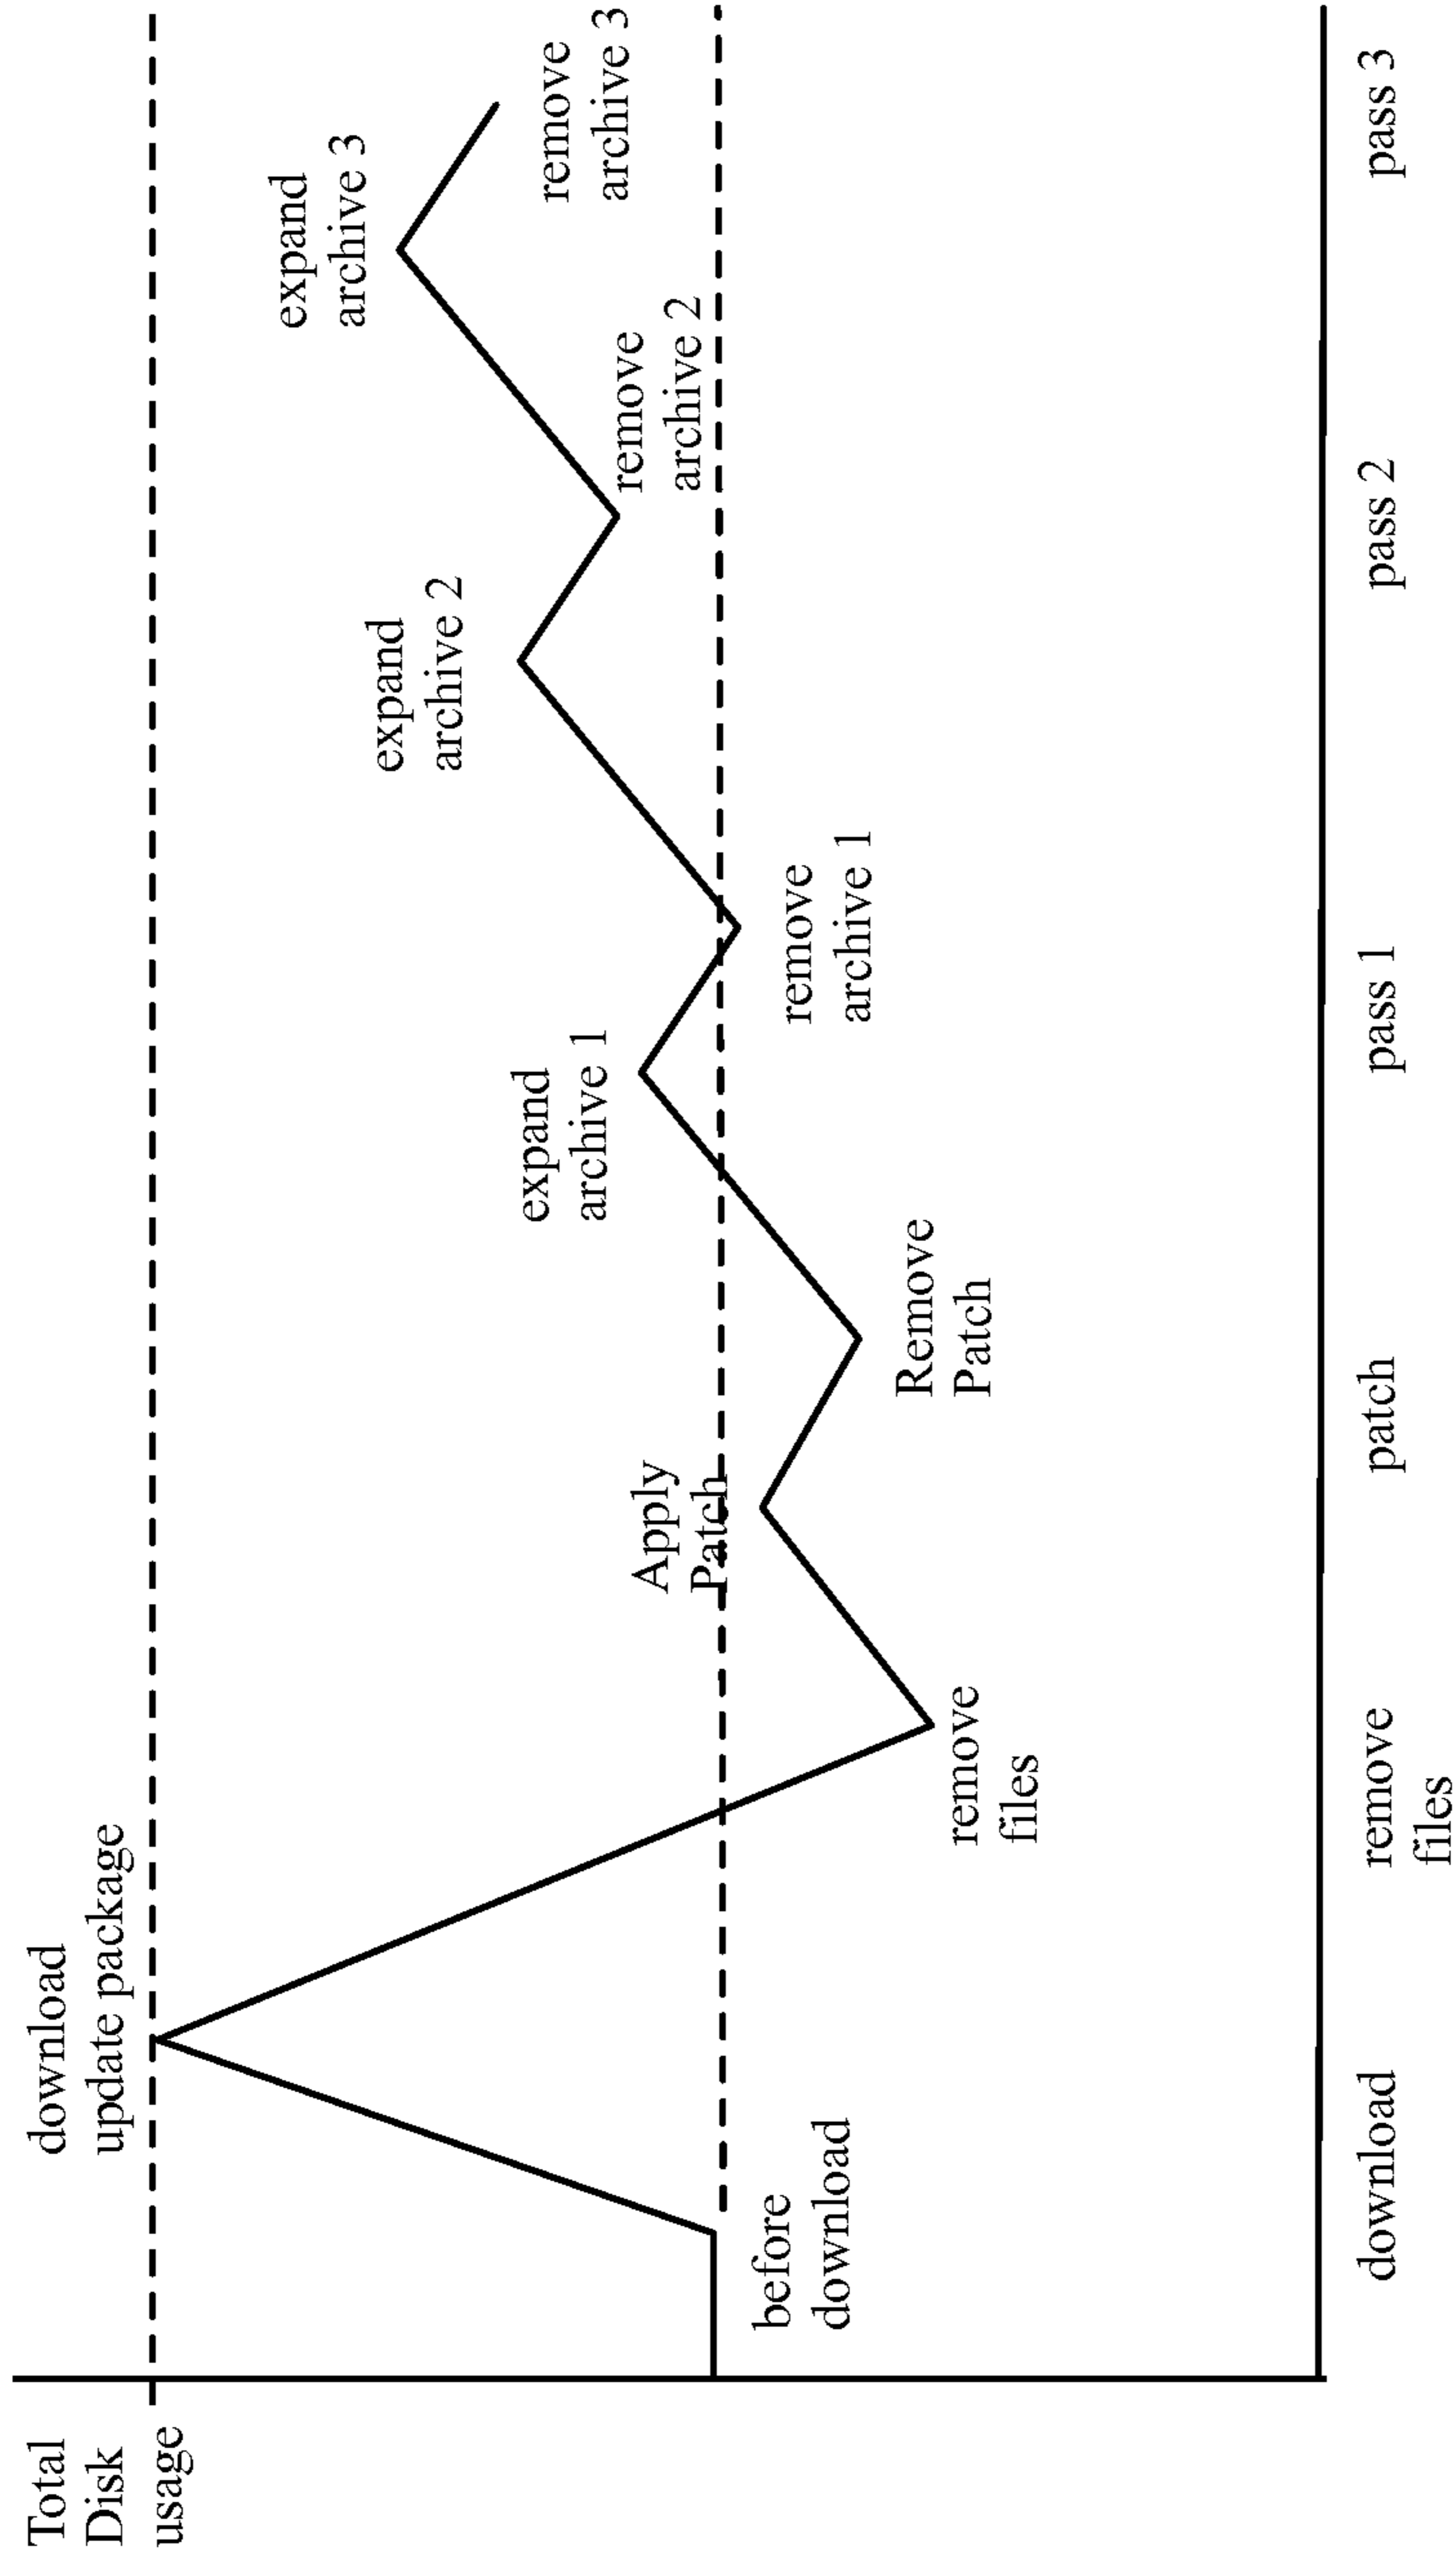 Total
Disk
usage
download
update package
before
download
remove
files
Apply
Patch
Remove
Patch
expand
archive 1
remove
archive 1
expand
archive 2
remove
archive 2
expand
archive 3
remove
archive 3
download
remove
files
patch
pass 1
pass 2
pass 3